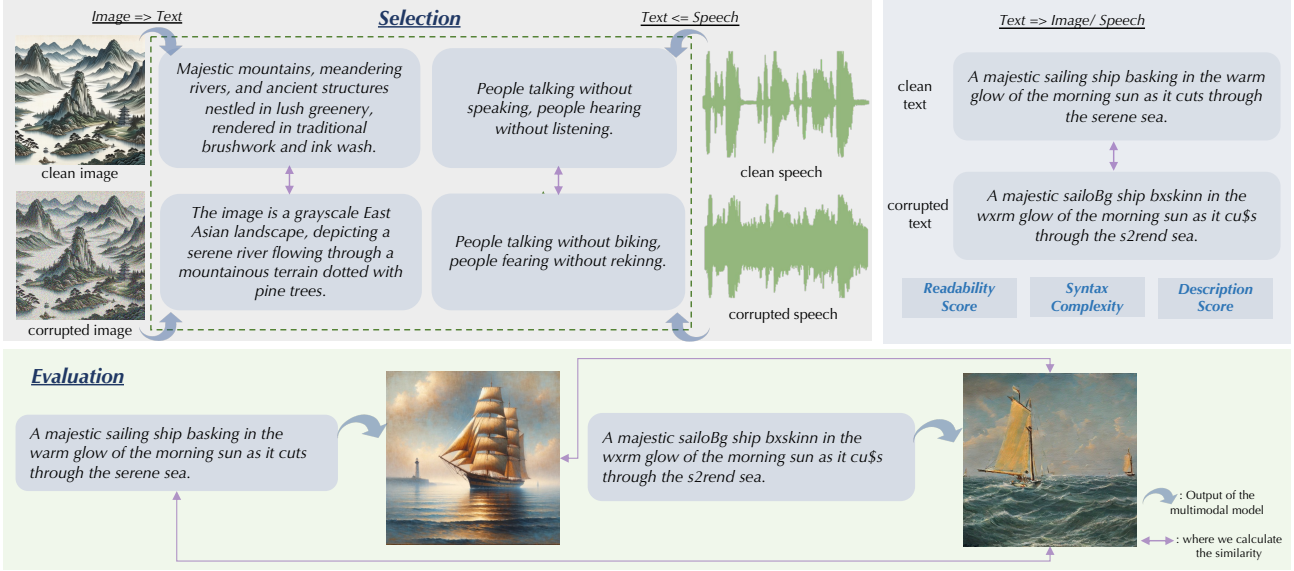 Image => Text
Selection
Text <= Speech
Majestic mountains, meandering
rivers, and ancient structures
nestled in lush greenery,
rendered in traditional
brushwork and ink wash.
People talking without
speaking, people hearing
without listening.
clean image
clean speech
The image is a grayscale East
Asian landscape, depicting a
serene river flowing through a
mountainous terrain dotted with
pine trees.
People talking without biking,
people fearing without rekinng.
corrupted image
corrupted speech
Text => Image/ Speech
clean
text
A majestic sailing ship basking in the warm
glow of the morning sun as it cuts through
the serene sea.
corrupted
text
A majestic sailoBg ship bxskinn in the
wxrm glow of the morning sun as it cu$s
through the s2rend sea.
Readability
Score
Syntax
Complexity
Description
Score
Evaluation
A majestic sailing ship basking in the
warm glow of the morning sun as it cuts
through the serene sea.
A majestic sailoBg ship bxskinn in the
wxrm glow of the morning sun as it cu$s
through the s2rend sea.
: Output of the
multimodal model
: where we calculate
the similarity